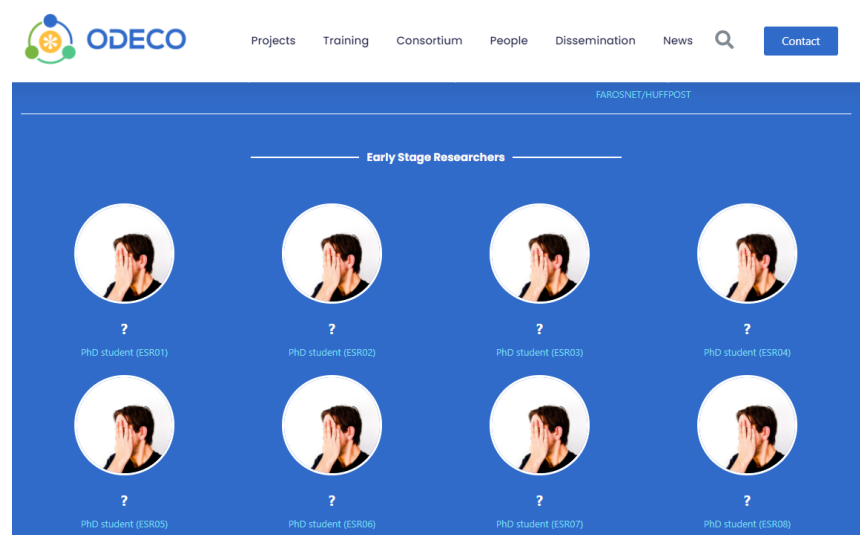 ODECO
Projects Training Consortium People Dissemination News Contact
FAROSNET/HUFFPOST
Early Stage Researchers
? ? ? ?
PhD student (ESR01) PhD student (ESR02) PhD student (ESR03) PhD student (ESR04)
? ? ? ?
PhD student (ESR05) PhD student (ESR06) PhD student (ESR07) PhD student (ESR08)